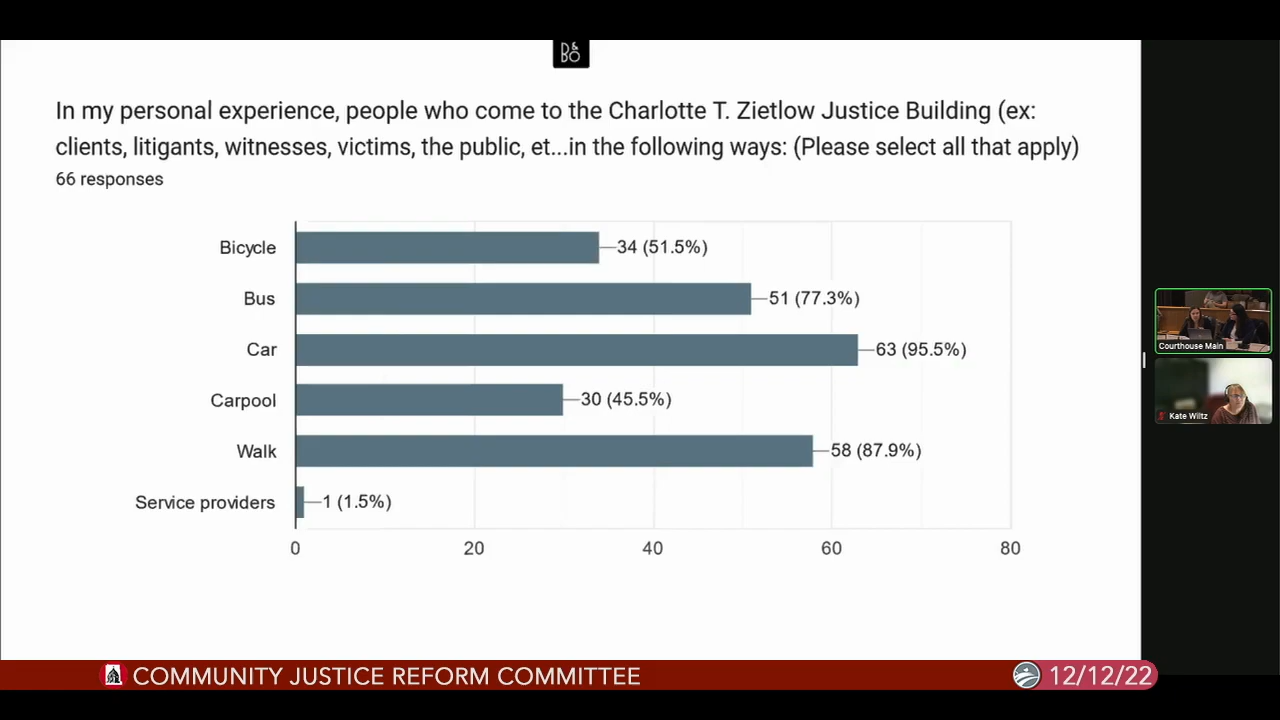 D&
BO
In my personal experience, people who come to the Charlotte T. Zietlow Justice Building (ex:
clients, litigants, witnesses, victims, the public, et...in the following ways: (Please select all that apply)
66 responses
Bicycle
34 (51.5%)
Bus
51 (77.3%)
Car
63 (95.5%)
Carpool
30 (45.5%)
Walk
58 (87.9%)
Service providers
1 (1.5%)
0
20
40
60
80
Courthouse Main
Kate Wiltz
COMMUNITY JUSTICE REFORM COMMITTEE
12/12/22